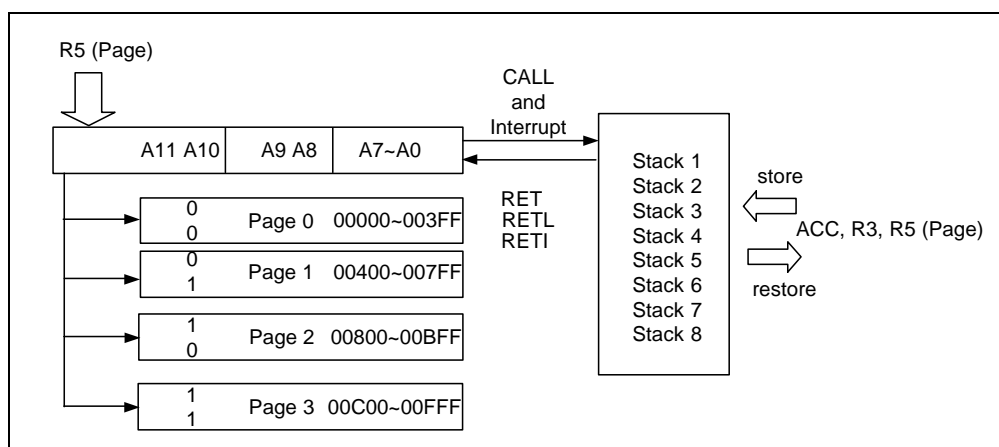 R5 (Page)
A11 A10 A9 A8 A7~A0
CALL
and
Interrupt
RET
RETL
RETI
0
0
Page 0 00000~003FF
0
1
Page 1 00400~007FF
1
0
Page 2 00800~00BFF
1
1
Page 3 00C00~00FFF
Stack 1
Stack 2
Stack 3
Stack 4
Stack 5
Stack 6
Stack 7
Stack 8
store
ACC, R3, R5 (Page)
restore